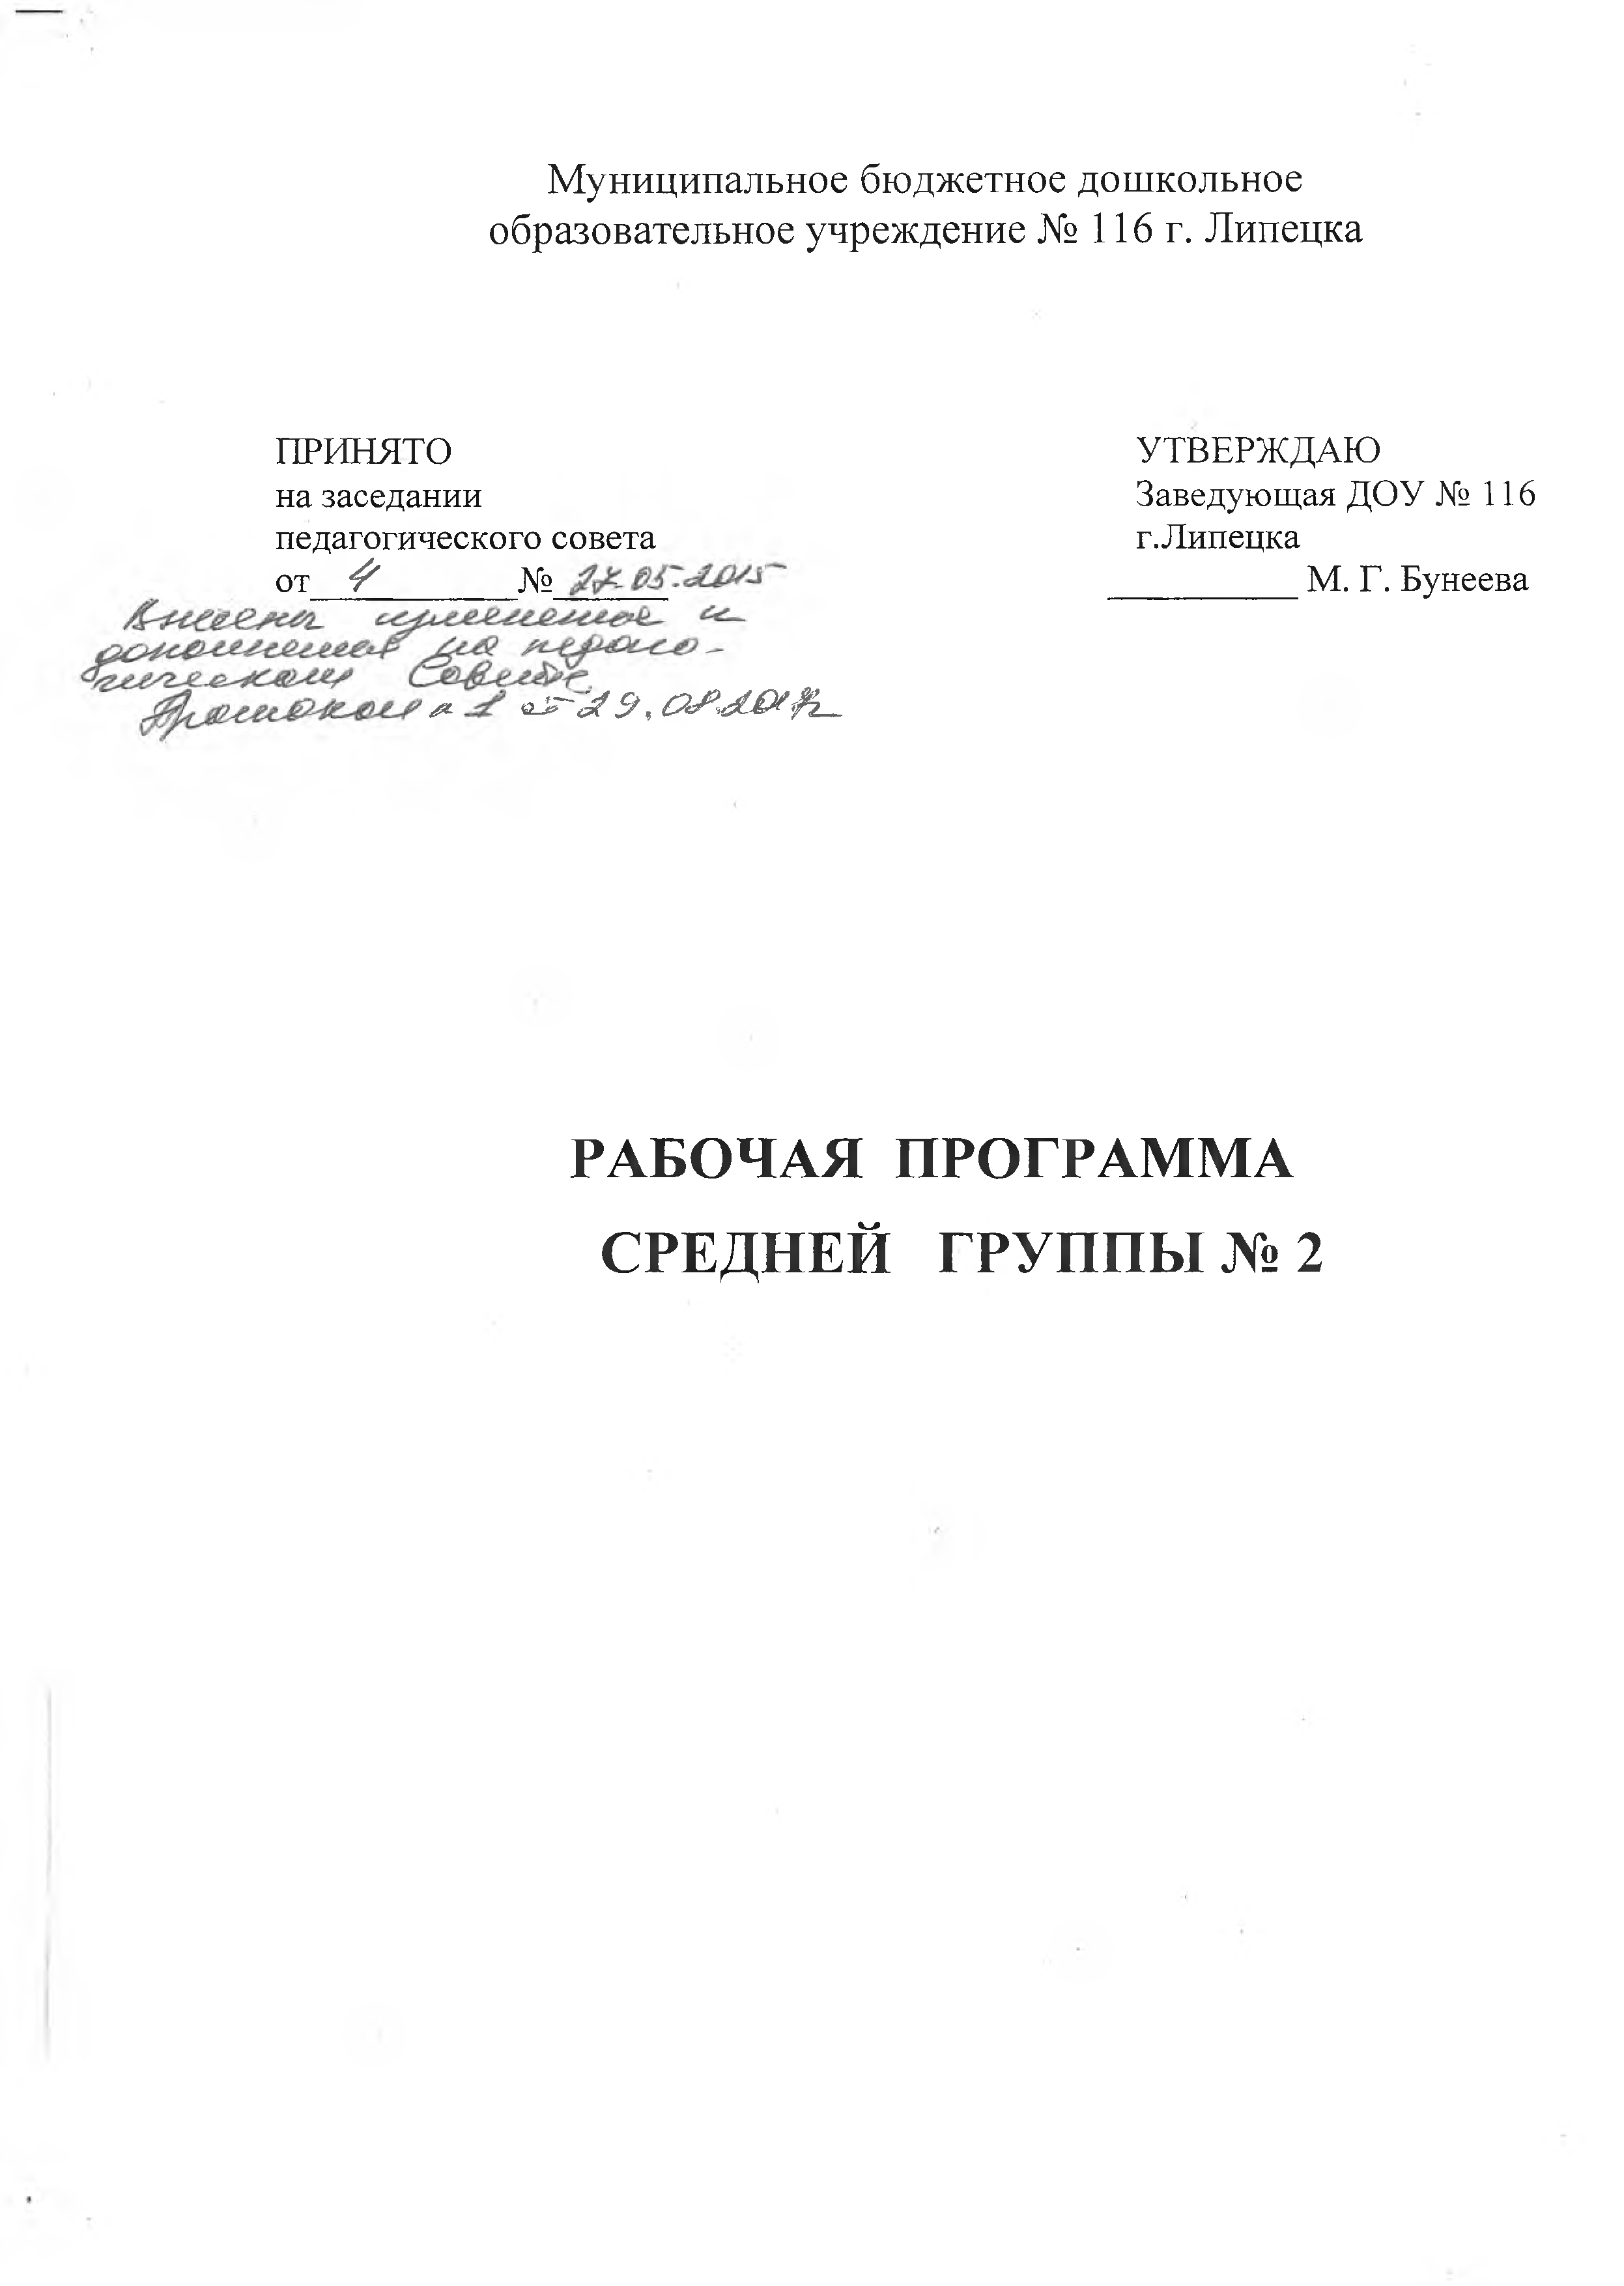 Муниципальное бюджетное дошкольное
образовательное учреждение № 116 г. Липецка
ПРИНЯТО
на заседании
педагогического совета
от 4 № 27.05.2015
Внесены изменения и
дополнения на педаго-
гическом Совете.
Протокол № 1 от 29.08.2017г
УТВЕРЖДАЮ
Заведующая ДОУ № 116
г.Липецка
__________ М. Г. Бунеева
РАБОЧАЯ ПРОГРАММА
СРЕДНЕЙ ГРУППЫ № 2